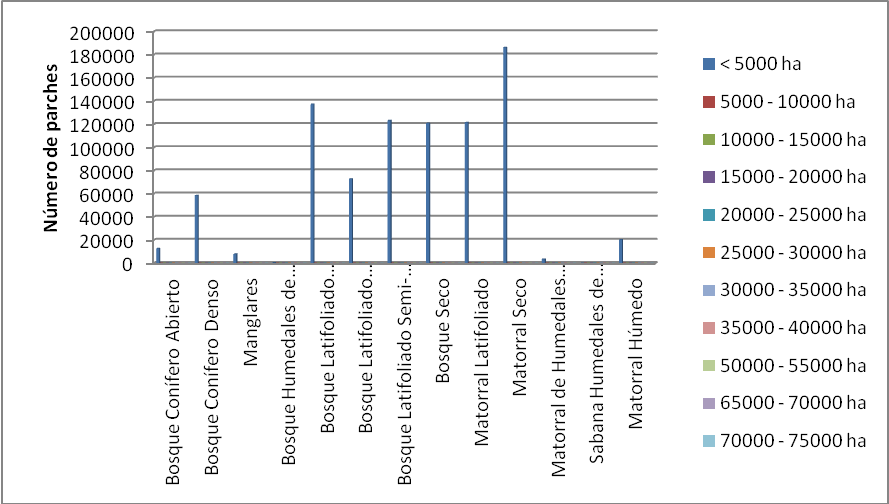 200000
180000
160000
140000
120000
100000
80000
60000
40000
20000
0
Número de parches
Bosque Conífero Abierto
Bosque Conífero Denso
Manglares
Bosque Humedales de...
Bosque Latifoliado...
Bosque Latifoliado...
Bosque Latifoliado Semi-...
Bosque Seco
Matorral Latifoliado
Matorral Seco
Matorral de Humedales...
Sabana Humedales de...
Matorral Húmedo
< 5000 ha
5000 - 10000 ha
10000 - 15000 ha
15000 - 20000 ha
20000 - 25000 ha
25000 - 30000 ha
30000 - 35000 ha
35000 - 40000 ha
50000 - 55000 ha
65000 - 70000 ha
70000 - 75000 ha